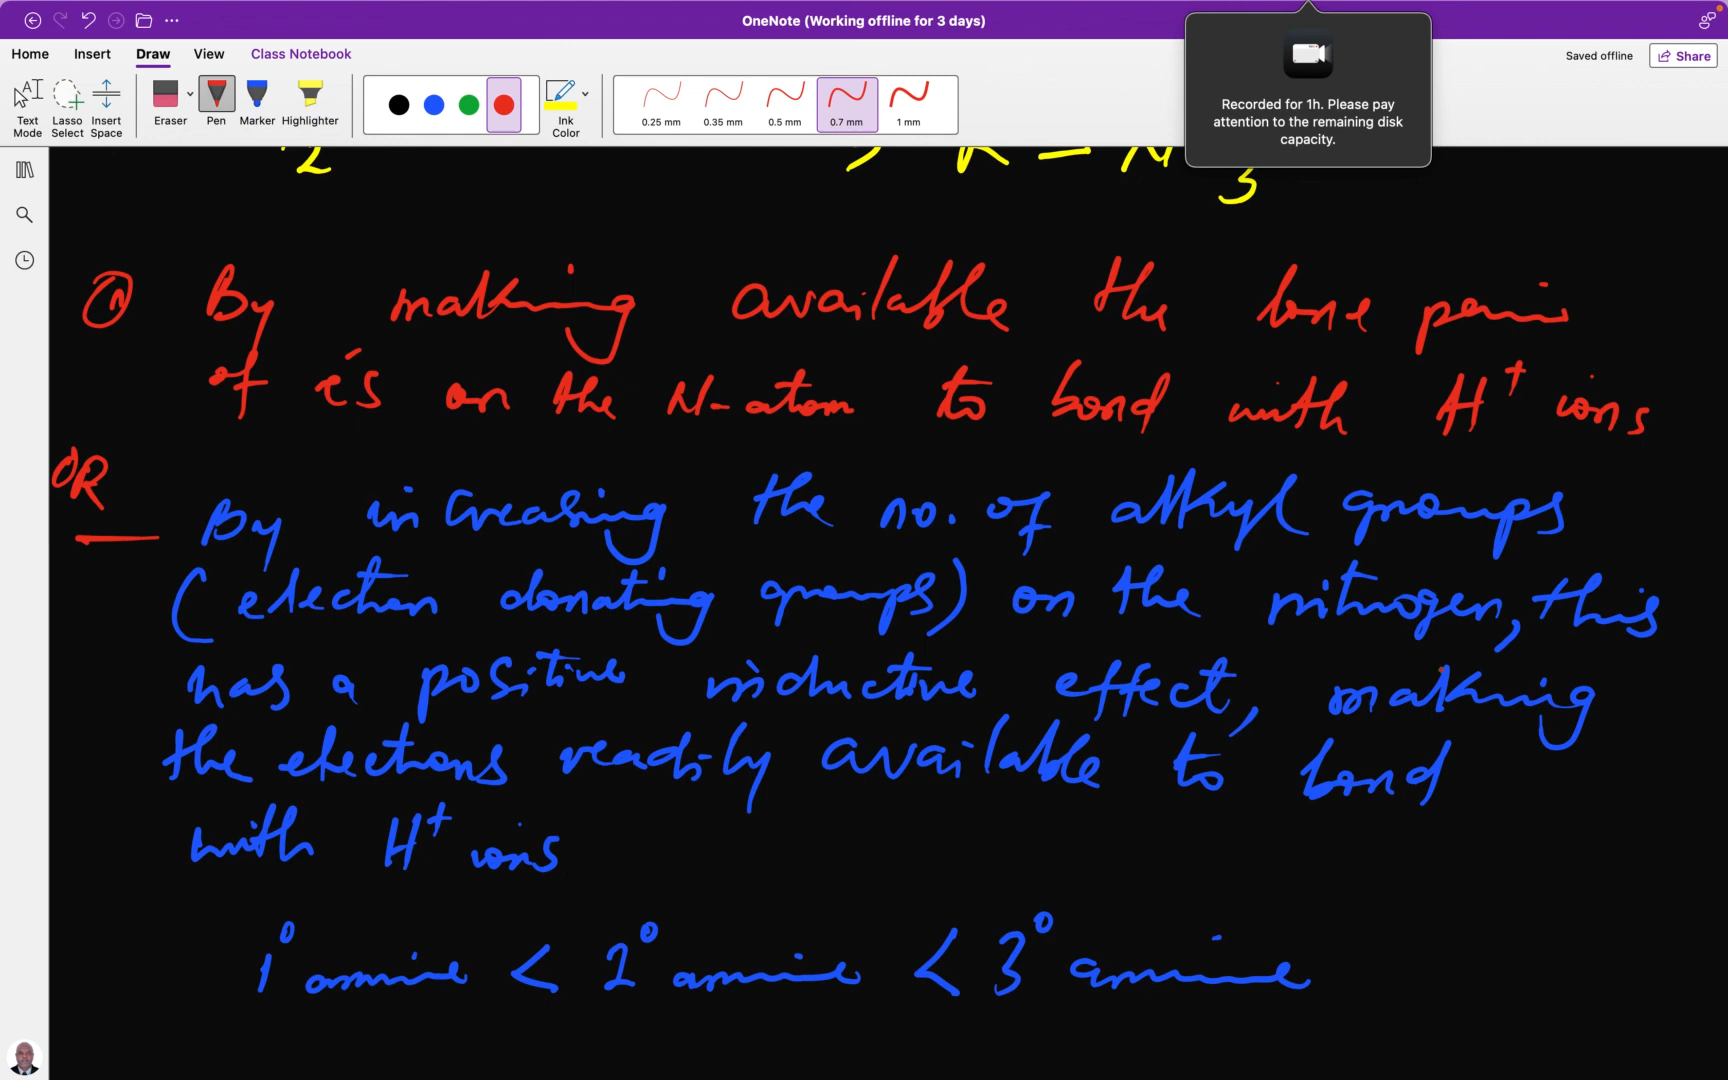 OneNote (Working offline for 3 days)
Home Insert Draw View Class Notebook
Saved offline Share
Text Mode
Lasso Select
Insert Space
Eraser Pen Marker Highlighter
Ink Color
0.25 mm 0.35 mm 0.5 mm 0.7 mm 1 mm
Recorded for 1h. Please pay
attention to the remaining disk
capacity.
2
3
By making available the lone pair
of es on the N-atom to bond with H⁺ ions
OR
By increasing the no. of alkyl groups
(electron donating groups) on the nitrogen, this
has a positive inductive effect, making
the electrons readily available to bond
with H⁺ ions
1⁰ amine < 2⁰ amine < 3⁰ amine